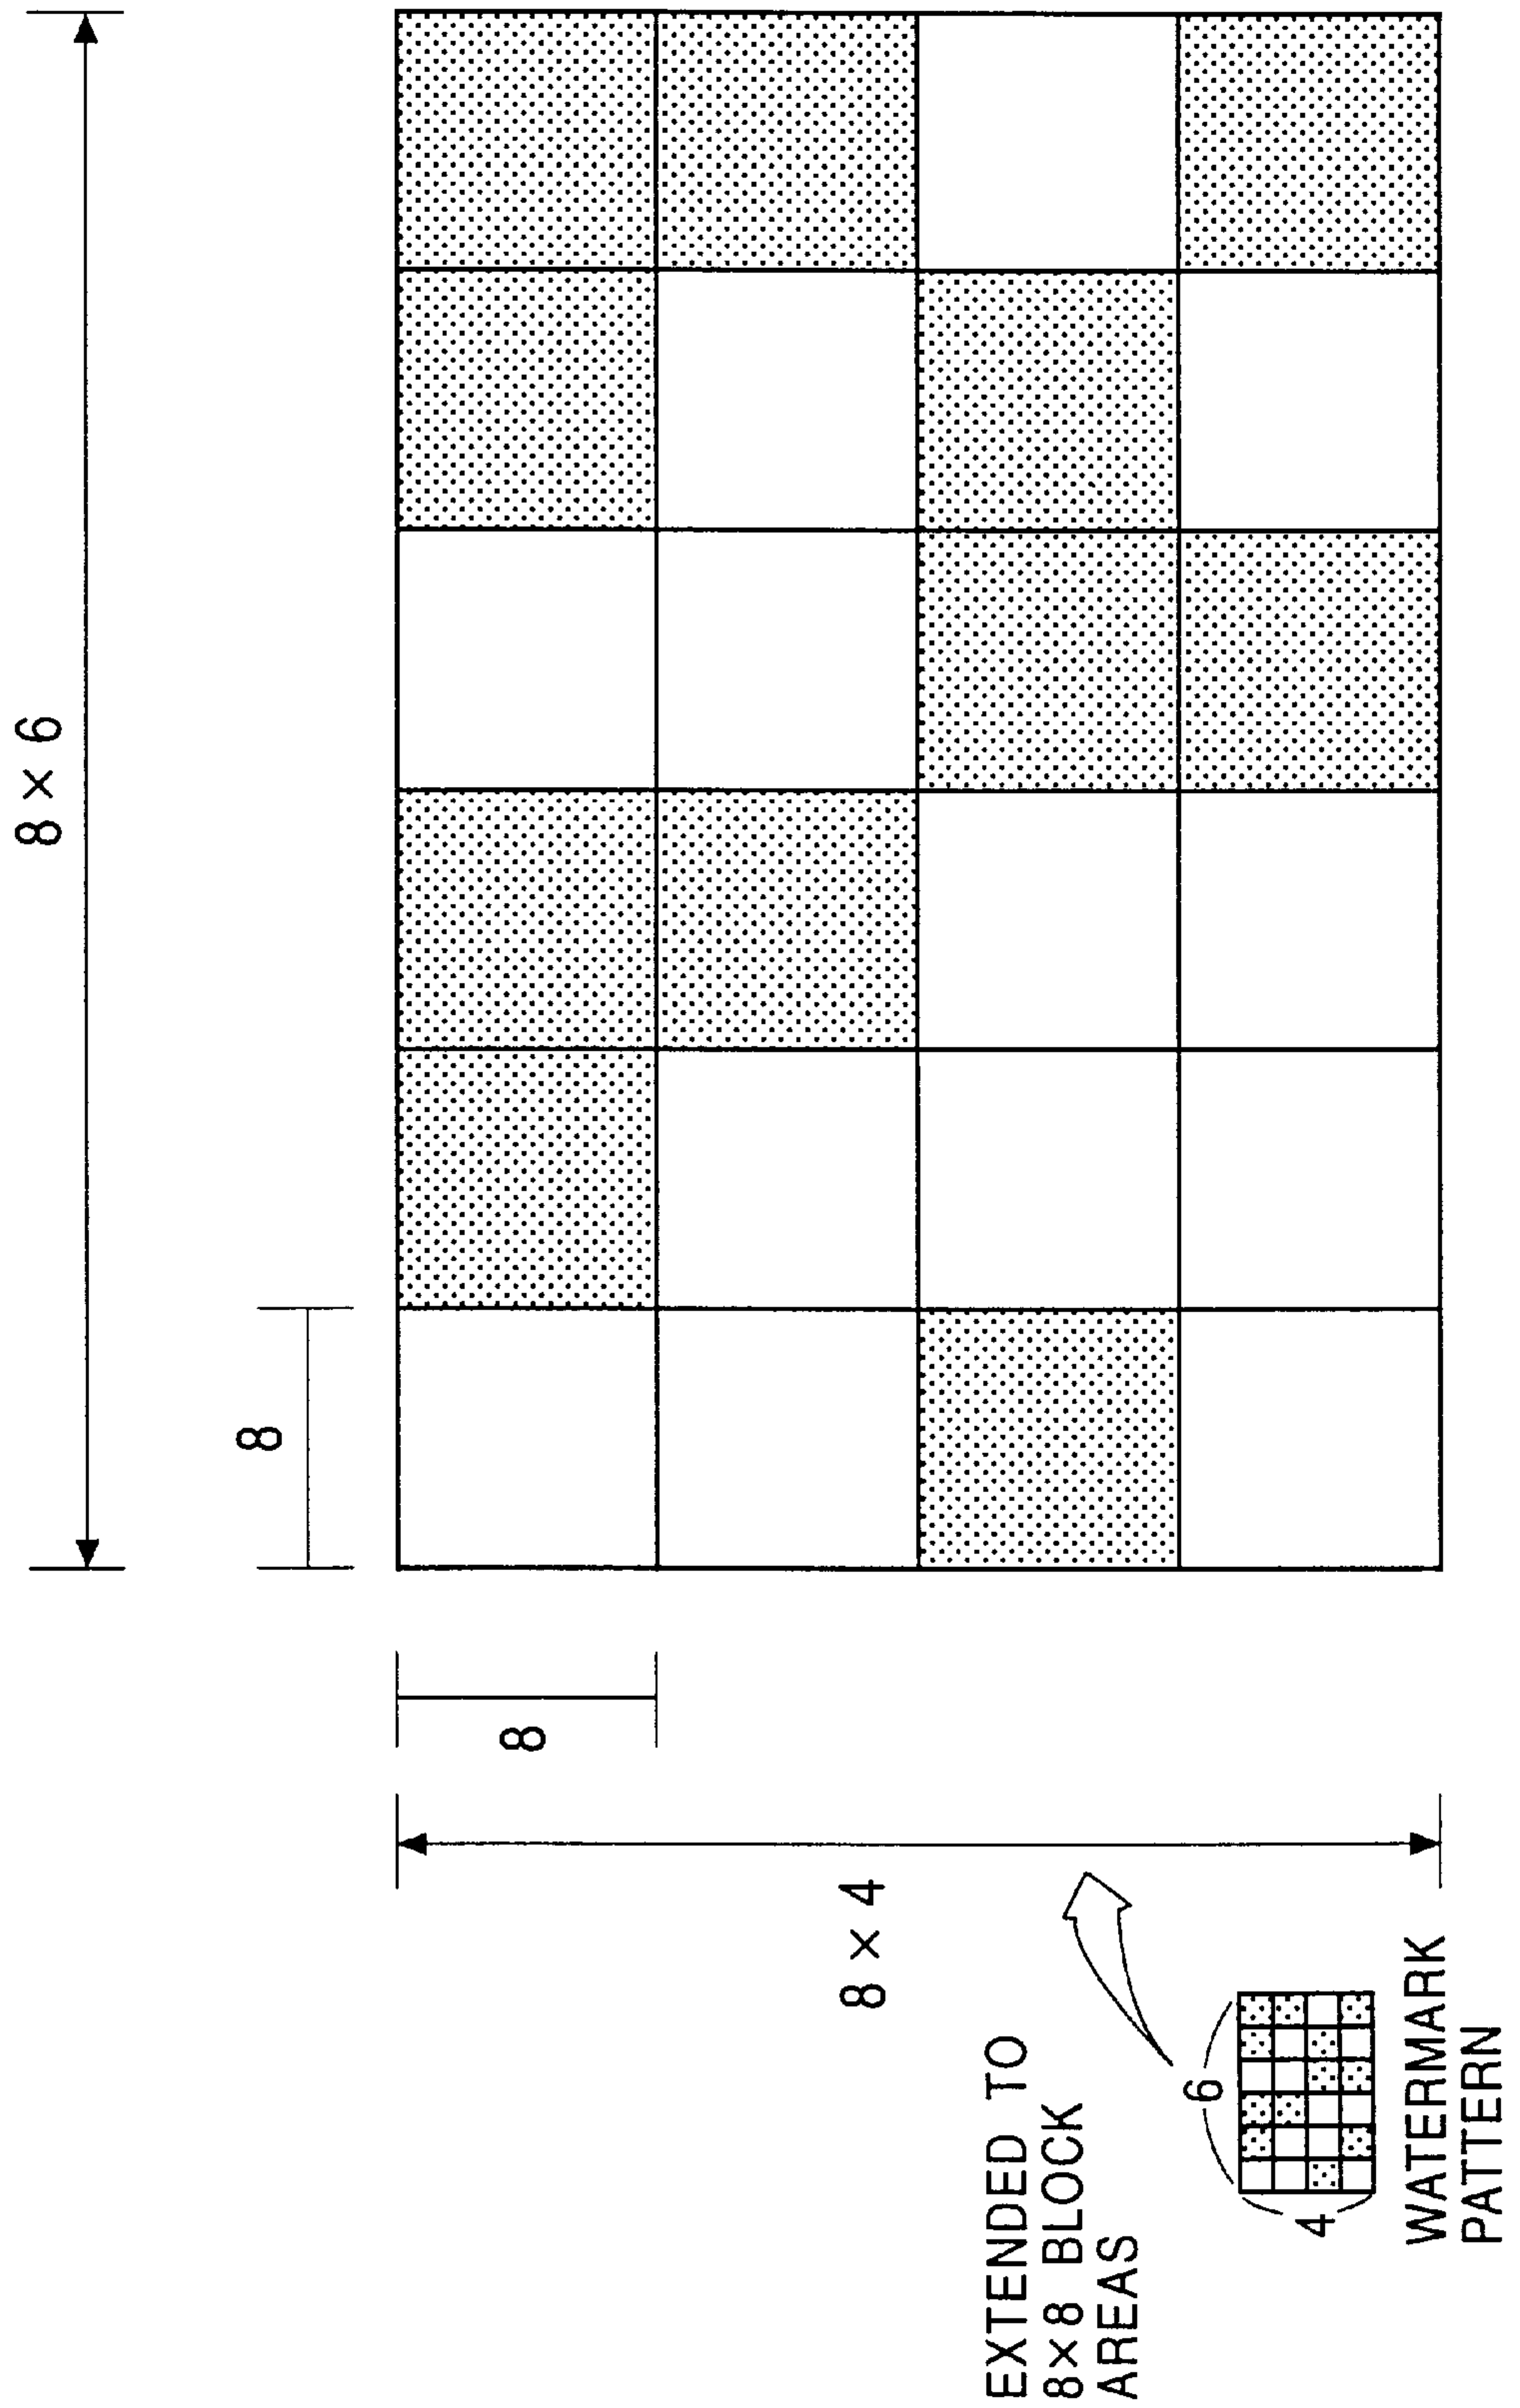 8 × 6
8
8
8 × 4
EXTENDED TO
8×8 BLOCK
AREAS
6
4
WATERMARK
PATTERN